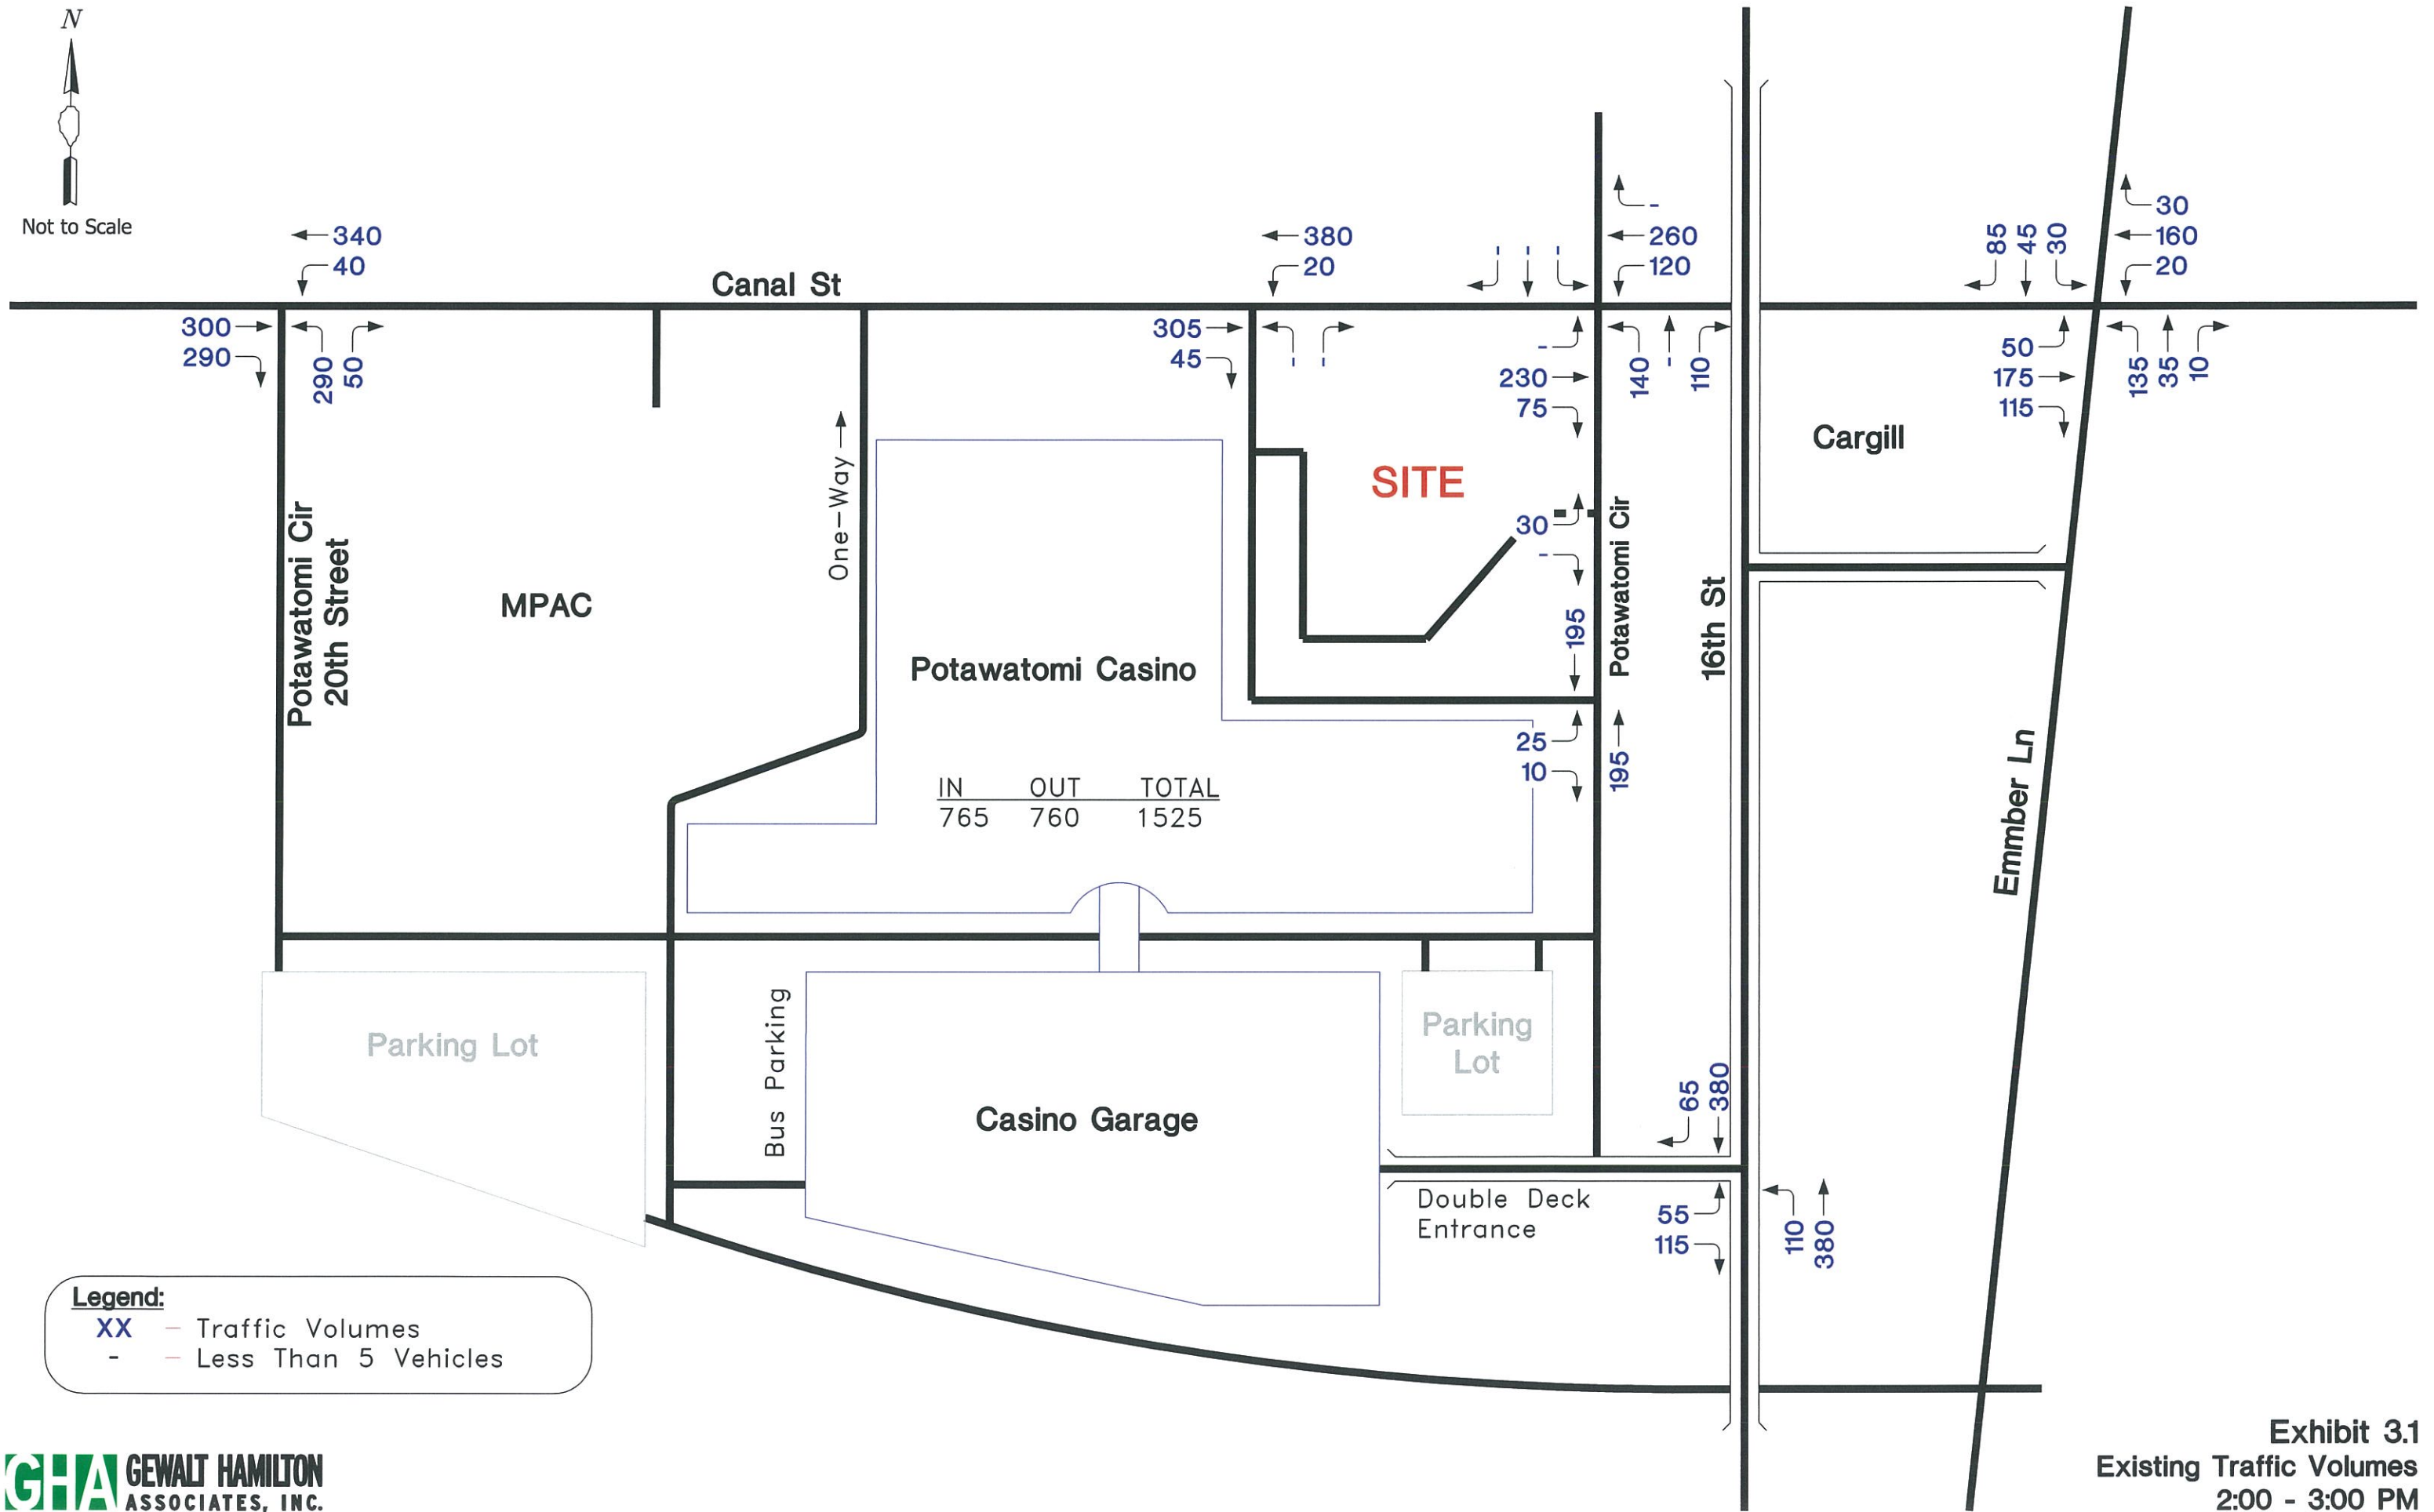 N
Not to Scale
340
40
Canal St
380
20
-
-
-
-
260
120
85
45
30
30
160
20
300
290
290
50
305
45
-
-
-
230
75
140
-
110
50
175
115
135
35
10
Cargill
SITE
One-Way
Potawatomi Cir
20th Street
MPAC
Potawatomi Casino
30
-
195
Potawatomi Cir
16th St
25
10
195
IN OUT TOTAL
765 760 1525
Emmber Ln
Parking Lot
Bus Parking
Casino Garage
Parking
Lot
65
380
Double Deck
Entrance
55
115
110
380
Legend:
XX - Traffic Volumes
- - Less Than 5 Vehicles
GHA GEWALT HAMILTON
ASSOCIATES, INC.
Exhibit 3.1
Existing Traffic Volumes
2:00 - 3:00 PM